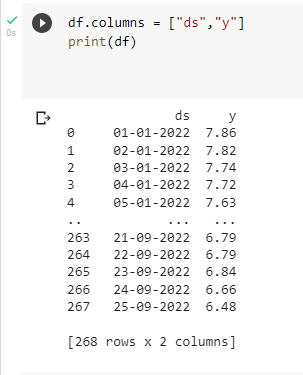 df.columns = ["ds","y"]
print(df)
0s
ds y
0 01-01-2022 7.86
1 02-01-2022 7.82
2 03-01-2022 7.74
3 04-01-2022 7.72
4 05-01-2022 7.63
.. ... ...
263 21-09-2022 6.79
264 22-09-2022 6.79
265 23-09-2022 6.84
266 24-09-2022 6.66
267 25-09-2022 6.48
[268 rows x 2 columns]